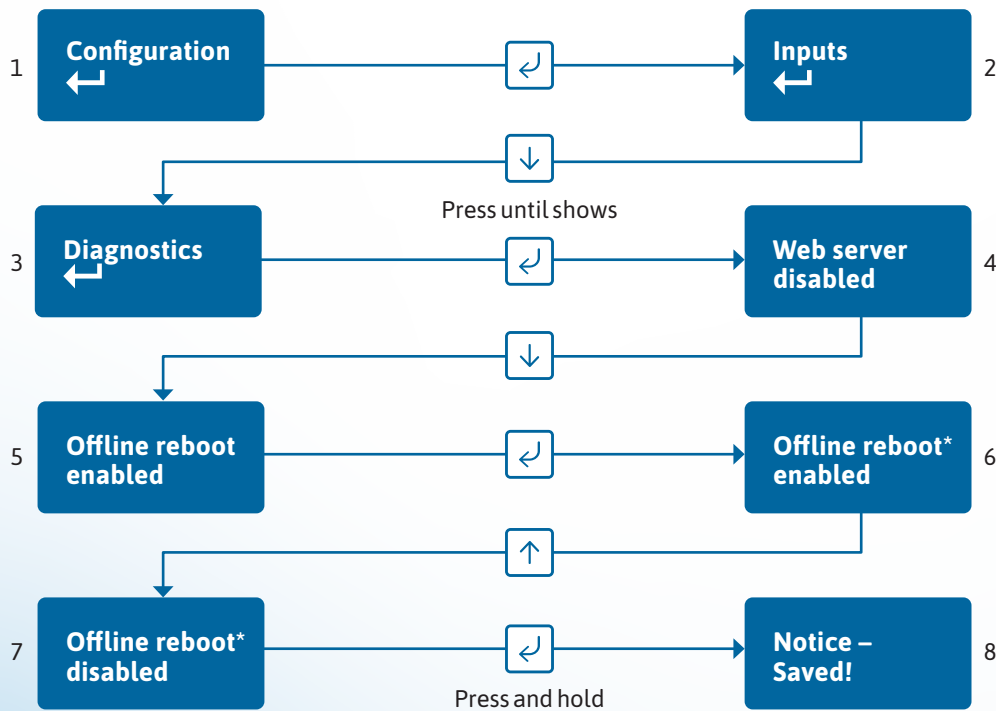 1
Configuration
Inputs
2
Press until shows
3
Diagnostics
Web server
disabled
4
5
Offline reboot
enabled
Offline reboot*
enabled
6
7
Offline reboot*
disabled
Notice –
Saved!
8
Press and hold